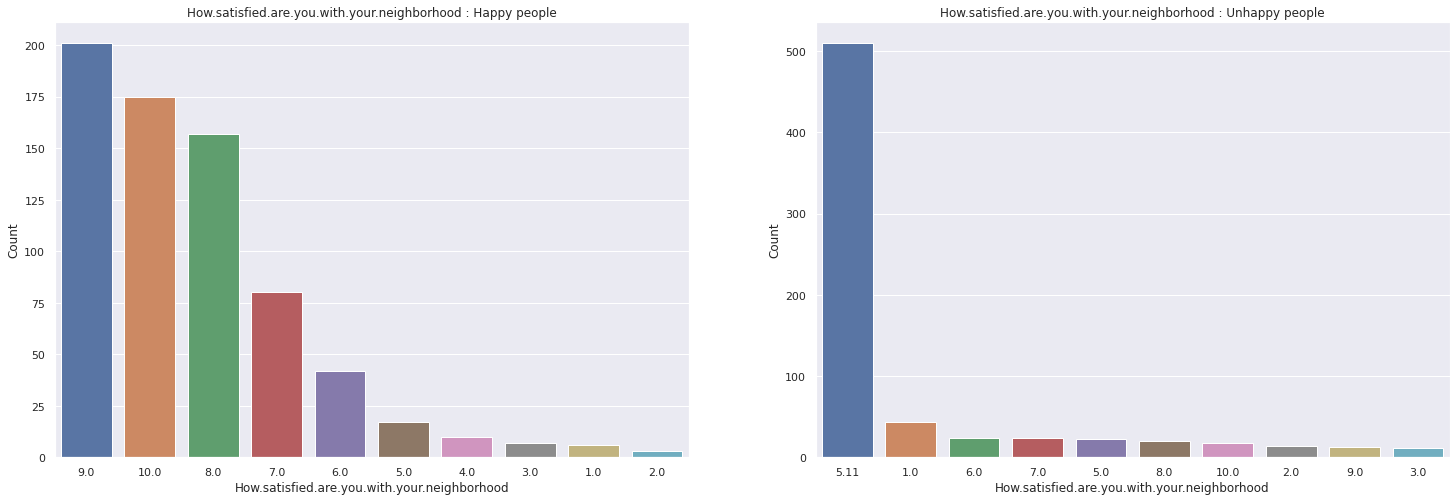 How.satisfied.are.you.with.your.neighborhood : Happy people
200
175
150
125
100
75
50
25
0
Count
9.0 10.0 8.0 7.0 6.0 5.0 4.0 3.0 1.0 2.0
How.satisfied.are.you.with.your.neighborhood
How.satisfied.are.you.with.your.neighborhood : Unhappy people
500
400
300
200
100
0
Count
5.11 1.0 6.0 7.0 5.0 8.0 10.0 2.0 9.0 3.0
How.satisfied.are.you.with.your.neighborhood